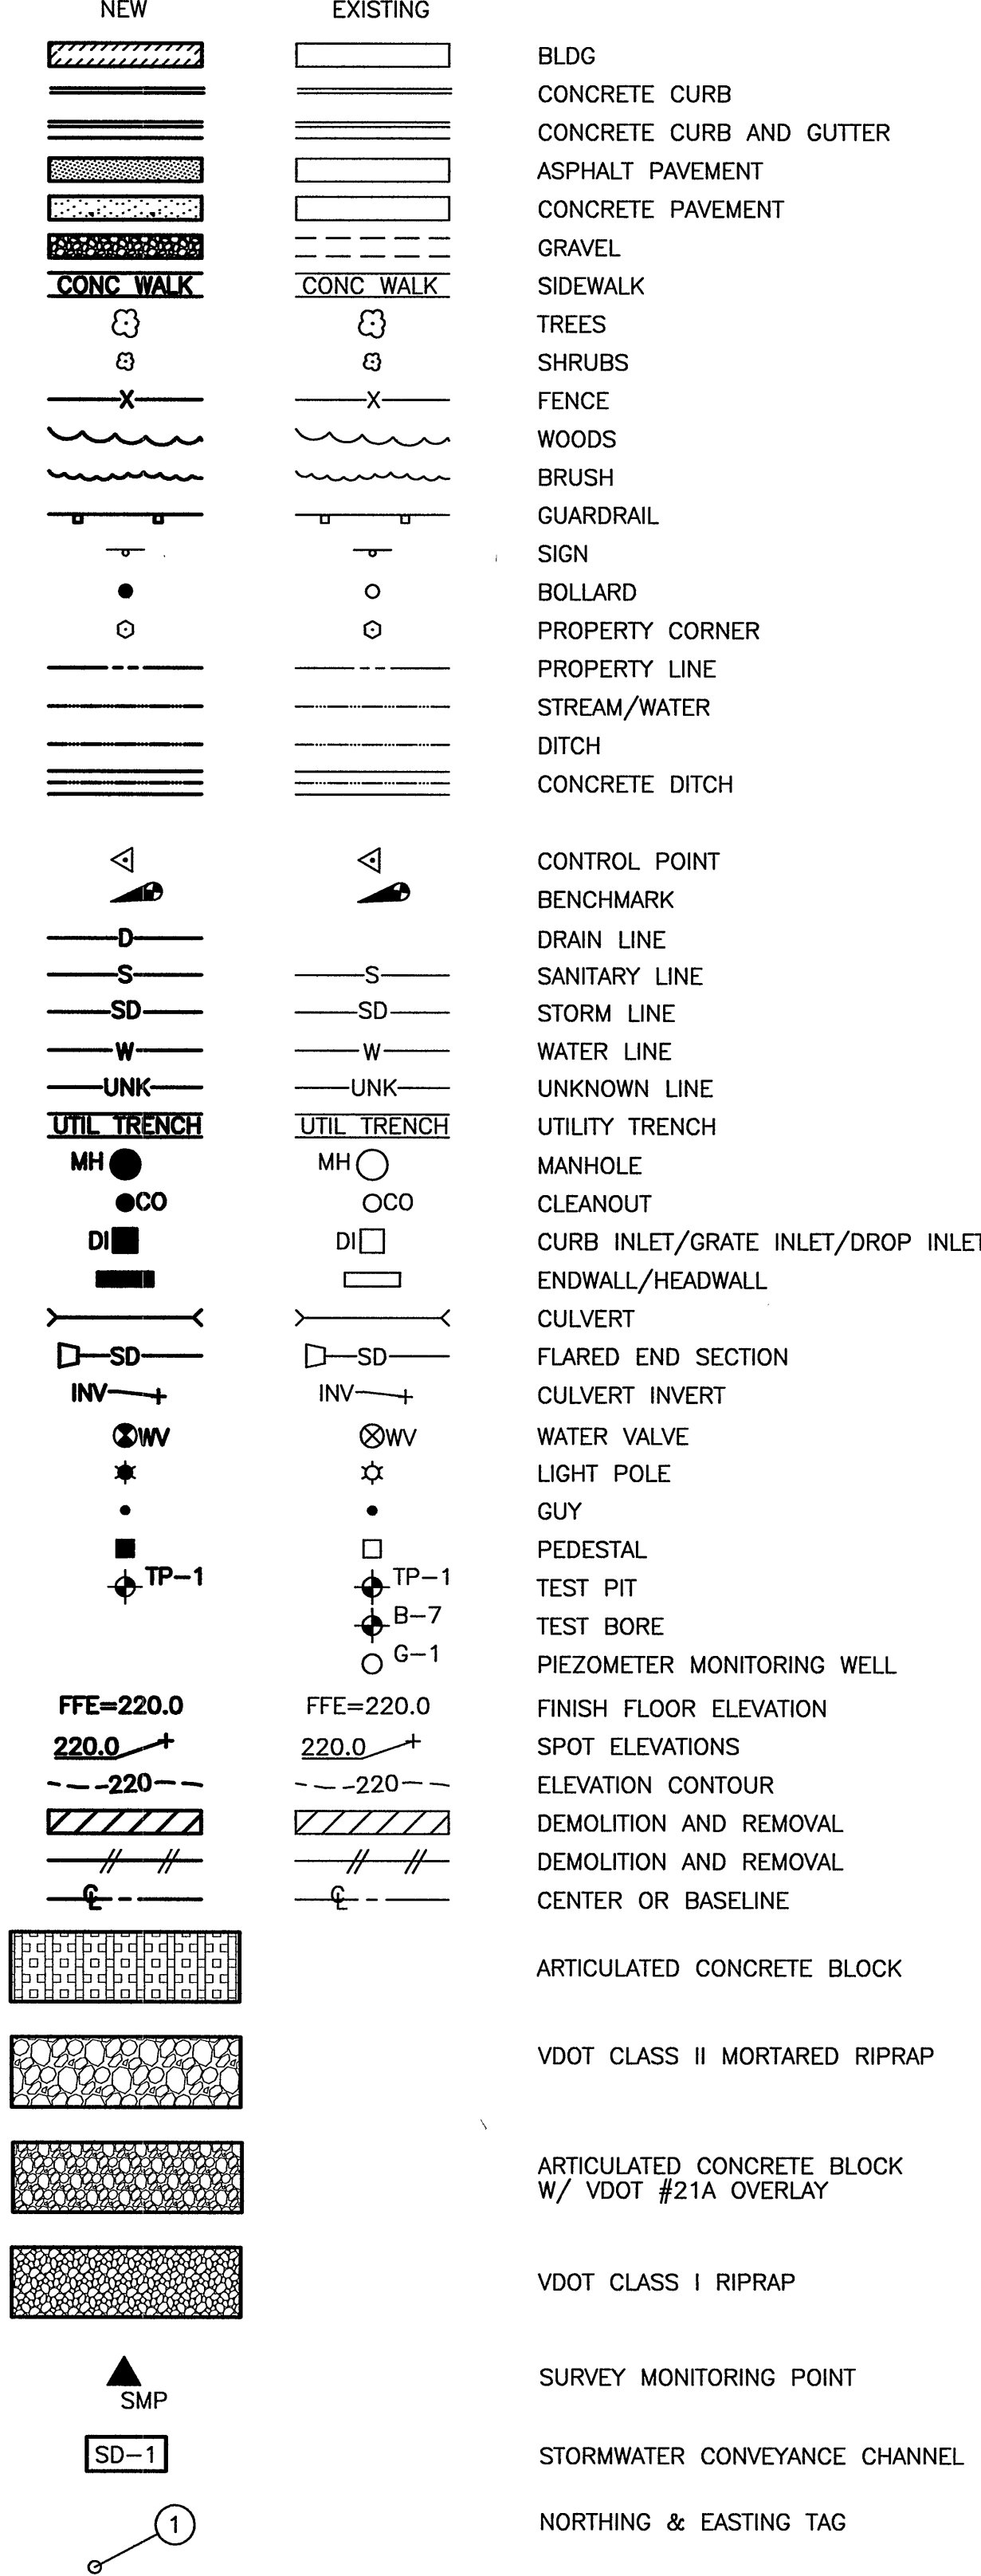 NEW EXISTING
BLDG
CONCRETE CURB
CONCRETE CURB AND GUTTER
ASPHALT PAVEMENT
CONCRETE PAVEMENT
GRAVEL
CONC WALK CONC WALK SIDEWALK
TREES
SHRUBS
X X FENCE
WOODS
BRUSH
GUARDRAIL
SIGN
BOLLARD
PROPERTY CORNER
PROPERTY LINE
STREAM/WATER
DITCH
CONCRETE DITCH
CONTROL POINT
BENCHMARK
D DRAIN LINE
S S SANITARY LINE
SD SD STORM LINE
W W WATER LINE
UNK UNK UNKNOWN LINE
UTIL TRENCH UTIL TRENCH UTILITY TRENCH
MH MH MANHOLE
CO CO CLEANOUT
DI DI CURB INLET/GRATE INLET/DROP INLET
ENDWALL/HEADWALL
CULVERT
SD SD FLARED END SECTION
INV INV CULVERT INVERT
WV WV WATER VALVE
LIGHT POLE
GUY
PEDESTAL
TP-1 TP-1 TEST PIT
B-7 TEST BORE
G-1 PIEZOMETER MONITORING WELL
FFE=220.0 FFE=220.0 FINISH FLOOR ELEVATION
220.0 220.0 SPOT ELEVATIONS
220 220 ELEVATION CONTOUR
DEMOLITION AND REMOVAL
DEMOLITION AND REMOVAL
℄ ℄ CENTER OR BASELINE
ARTICULATED CONCRETE BLOCK
VDOT CLASS II MORTARED RIPRAP
ARTICULATED CONCRETE BLOCK
W/ VDOT #21A OVERLAY
VDOT CLASS I RIPRAP
SURVEY MONITORING POINT
SMP
SD-1 STORMWATER CONVEYANCE CHANNEL
1 NORTHING & EASTING TAG